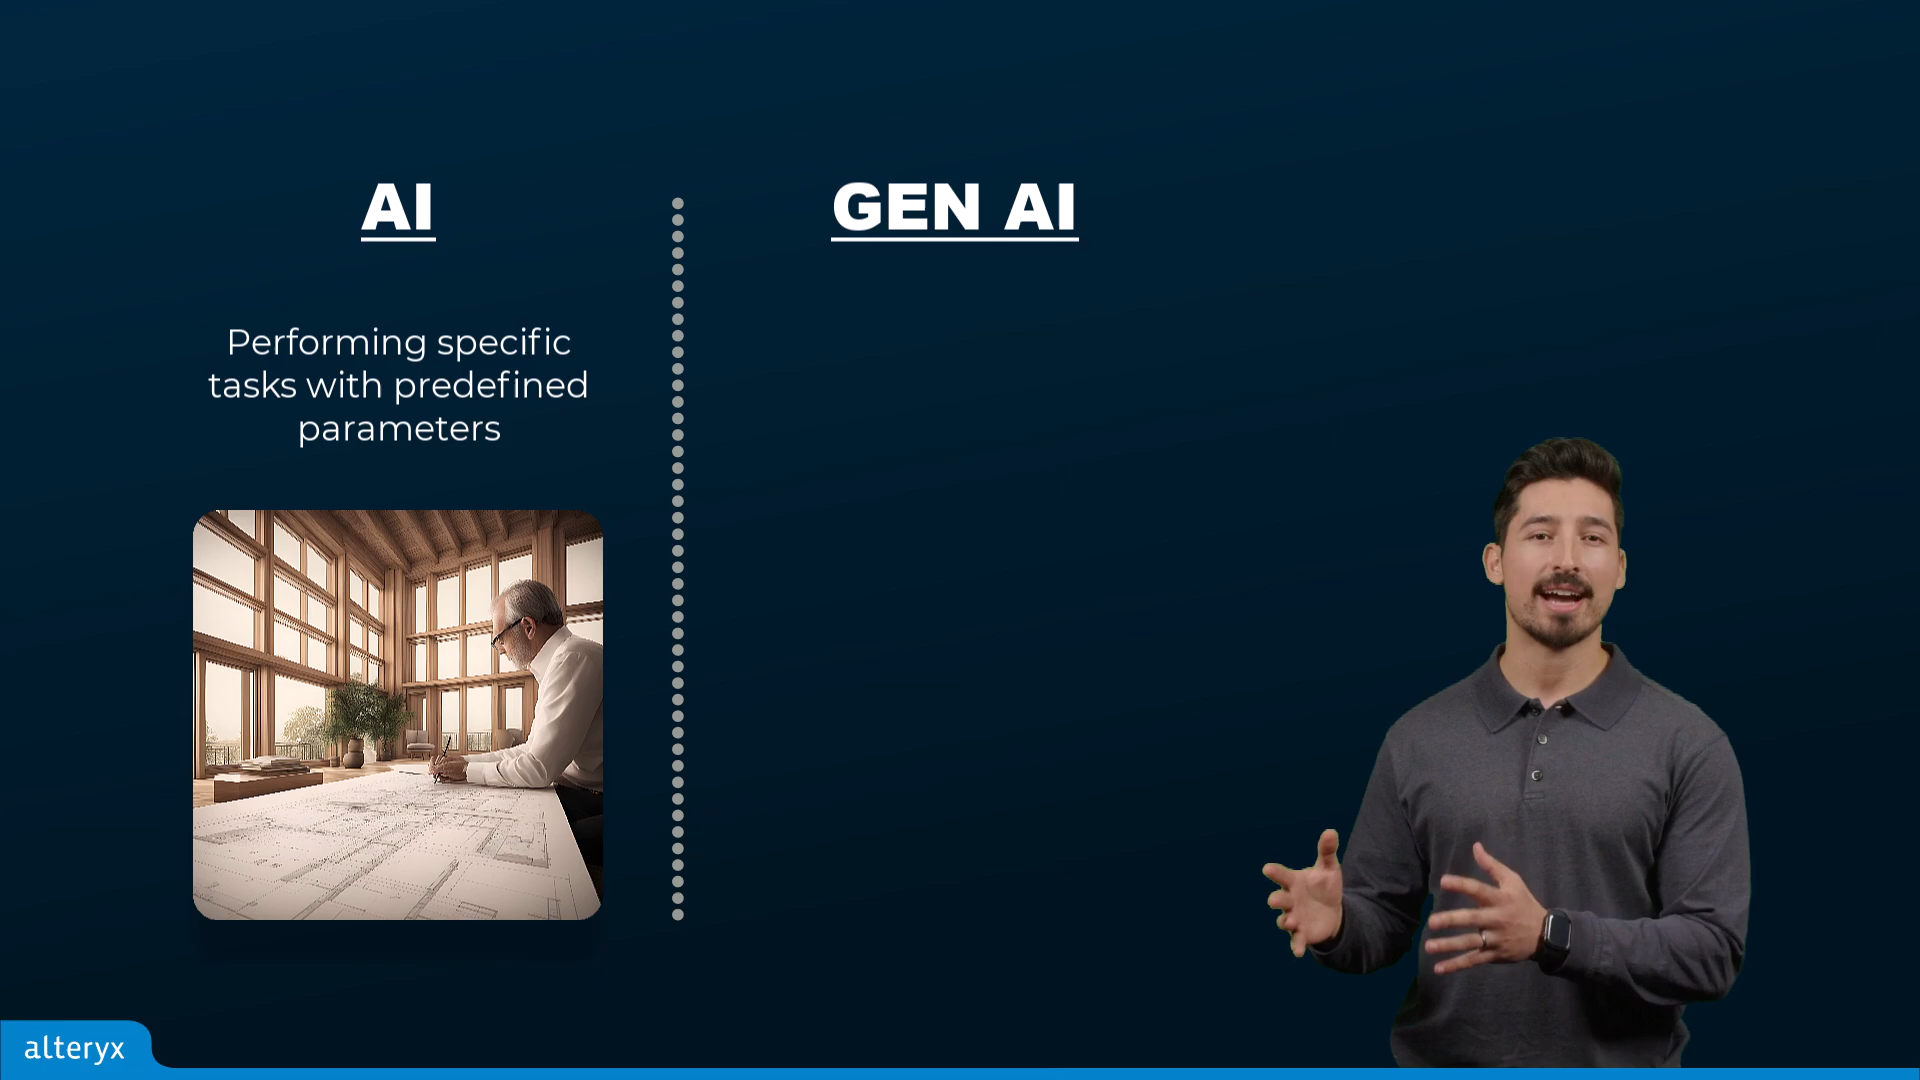 AI
GEN AI
Performing specific
tasks with predefined
parameters
alteryx